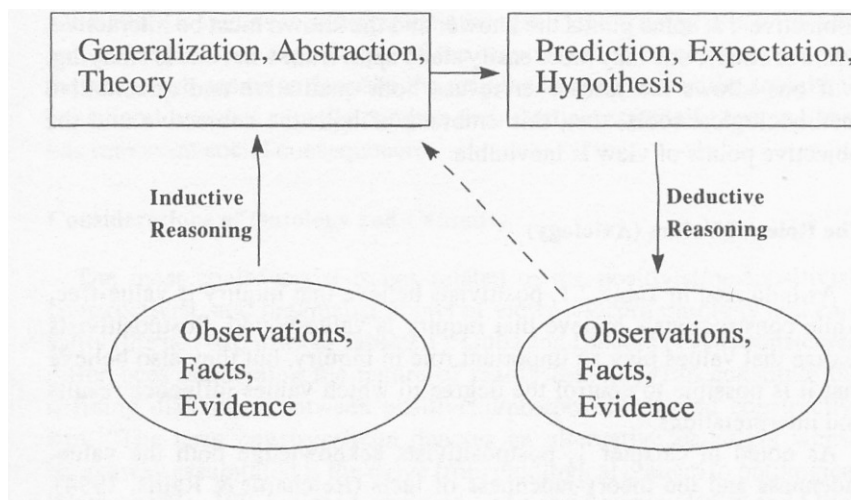 Generalization, Abstraction,
Theory
Prediction, Expectation,
Hypothesis
Inductive
Reasoning
Deductive
Reasoning
Observations,
Facts,
Evidence
Observations,
Facts,
Evidence